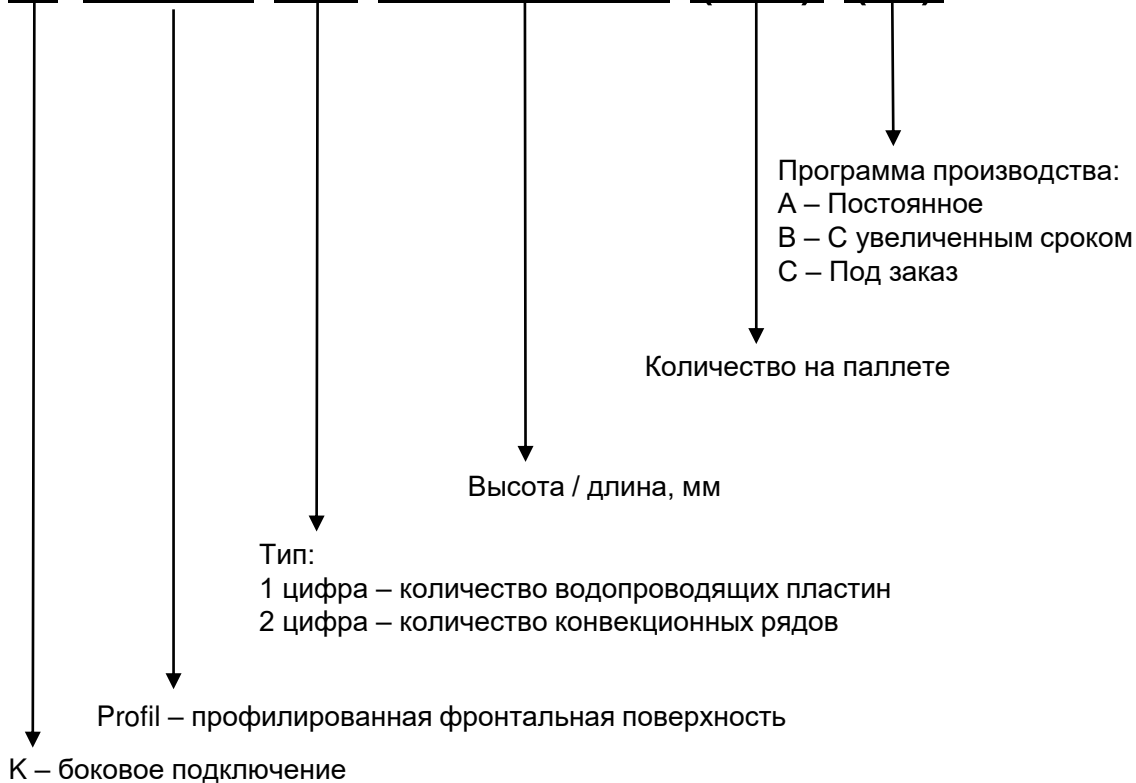 Программа производства:
A – Постоянное
B – С увеличенным сроком
C – Под заказ
Количество на паллете
Высота / длина, мм
Тип:
1 цифра – количество водопроводящих пластин
2 цифра – количество конвекционных рядов
Profil – профилированная фронтальная поверхность
K – боковое подключение